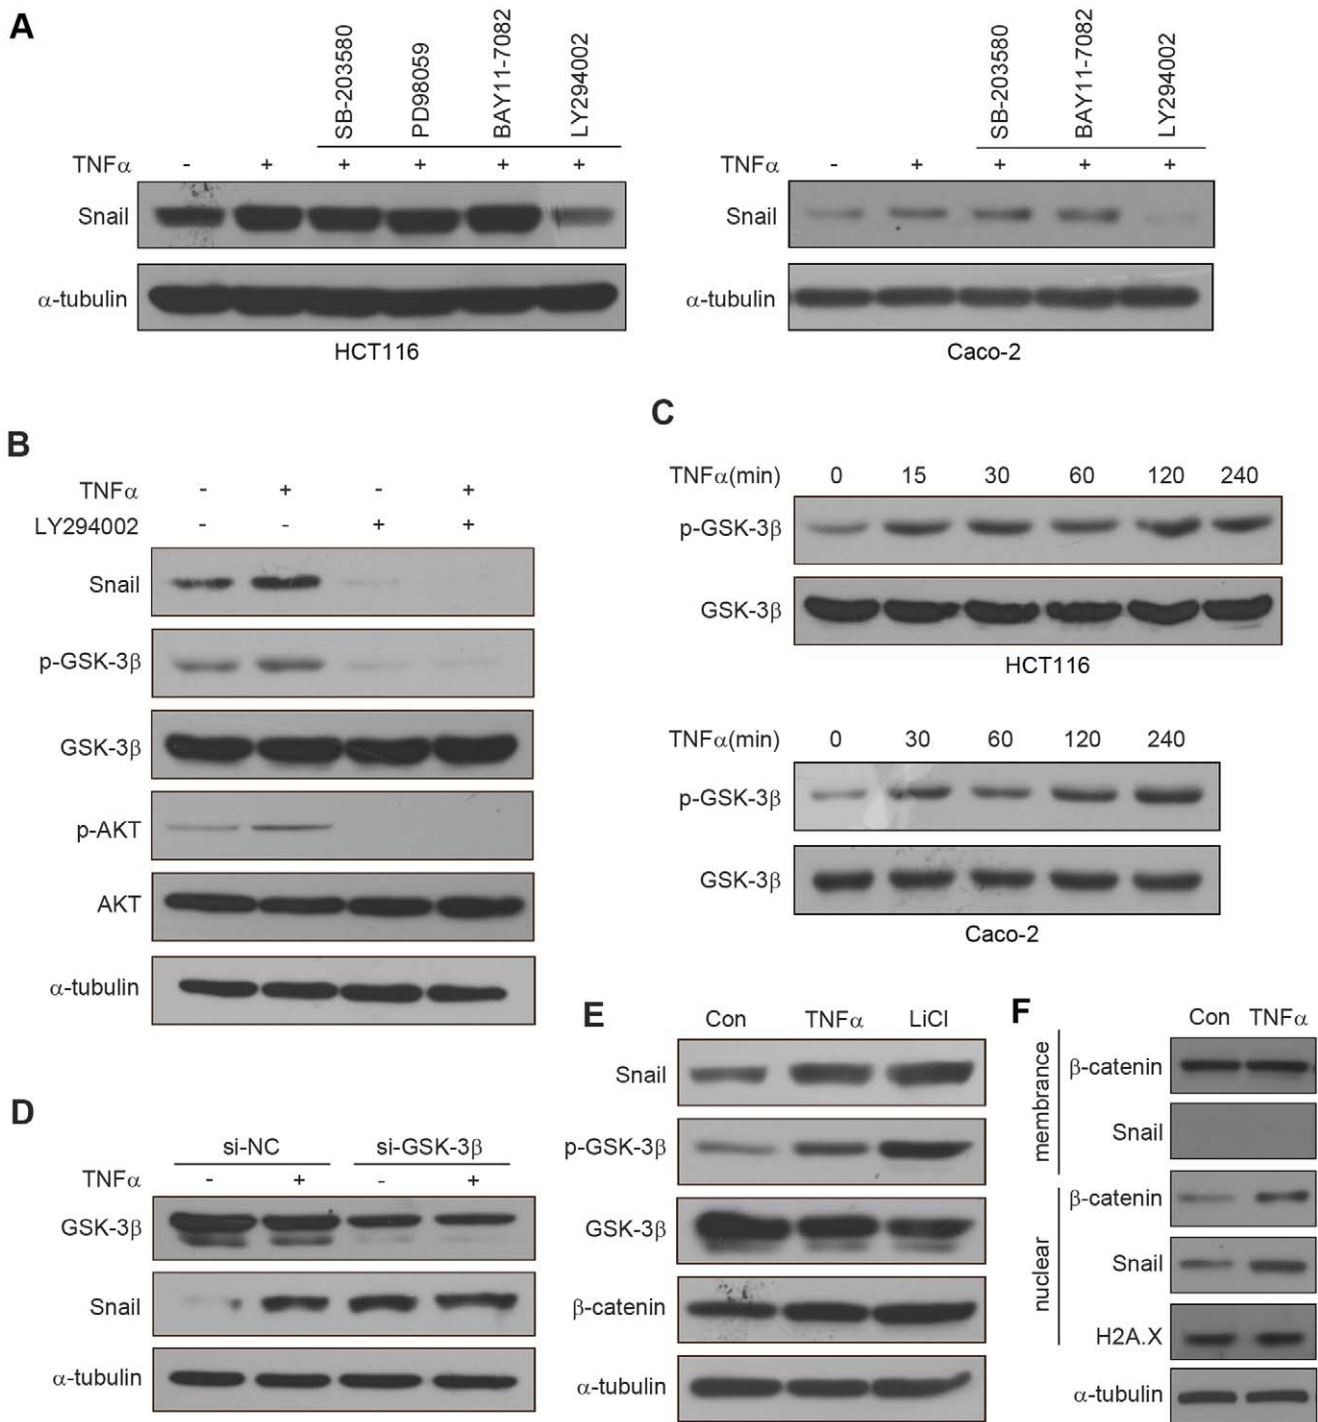 A
SB-203580 PD98059 BAY11-7082 LY294002
TNFα - + + + + +
Snail
α-tubulin
HCT116
SB-203580 BAY11-7082 LY294002
TNFα - + + + +
Snail
α-tubulin
Caco-2
B
TNFα - + - +
LY294002 - - + +
Snail
p-GSK-3β
GSK-3β
p-AKT
AKT
α-tubulin
C
TNFα(min) 0 15 30 60 120 240
p-GSK-3β
GSK-3β
HCT116
TNFα(min) 0 30 60 120 240
p-GSK-3β
GSK-3β
Caco-2
D
si-NC si-GSK-3β
TNFα - + - +
GSK-3β
Snail
α-tubulin
E
Con TNFα LiCl
Snail
p-GSK-3β
GSK-3β
β-catenin
α-tubulin
F
Con TNFα
membrance
β-catenin
Snail
nuclear
β-catenin
Snail
H2A.X
α-tubulin